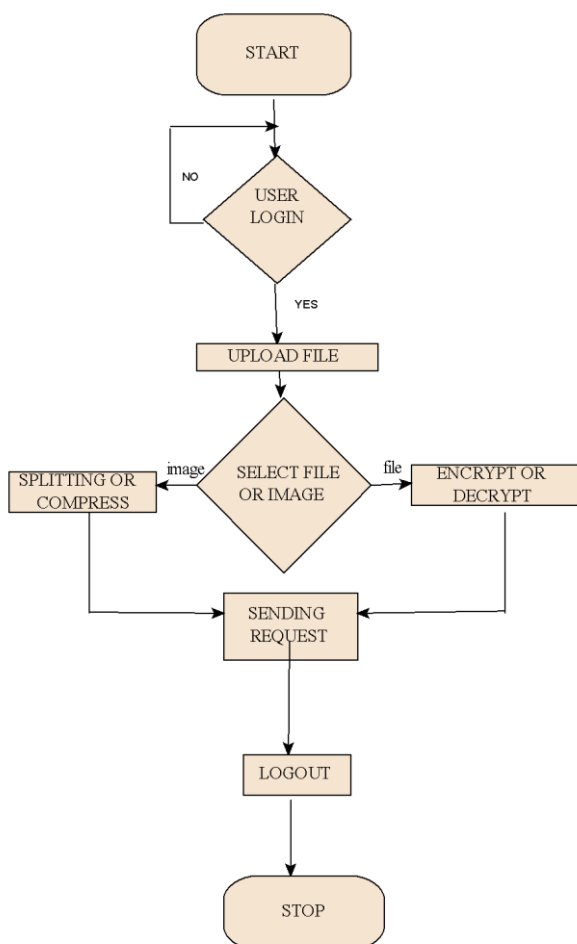 START
NO
USER
LOGIN
YES
UPLOAD FILE
image
SELECT FILE
OR IMAGE
file
SPLITTING OR
COMPRESS
ENCRYPT OR
DECRYPT
SENDING
REQUEST
LOGOUT
STOP